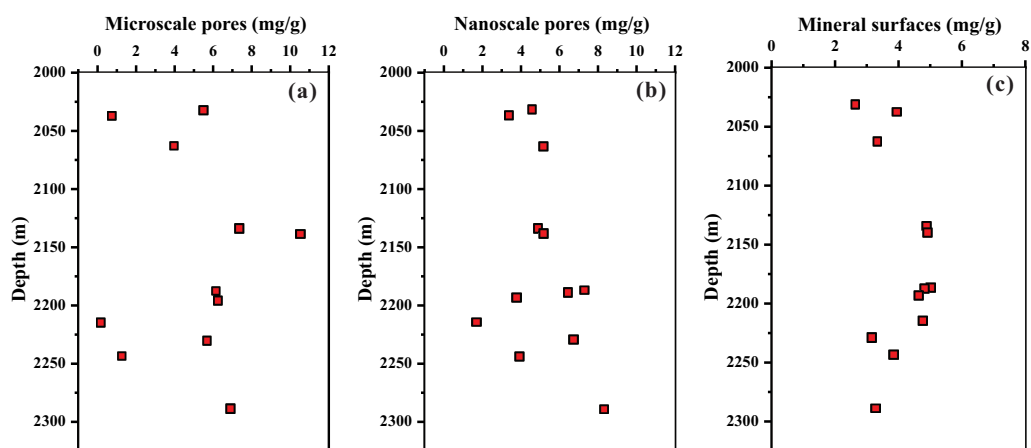 Microscale pores (mg/g)
0 2 4 6 8 10 12
(a)
Depth (m)
2000
2050
2100
2150
2200
2250
2300
Nanoscale pores (mg/g)
0 2 4 6 8 10 12
(b)
Depth (m)
2000
2050
2100
2150
2200
2250
2300
Mineral surfaces (mg/g)
0 2 4 6 8
(c)
Depth (m)
2000
2050
2100
2150
2200
2250
2300